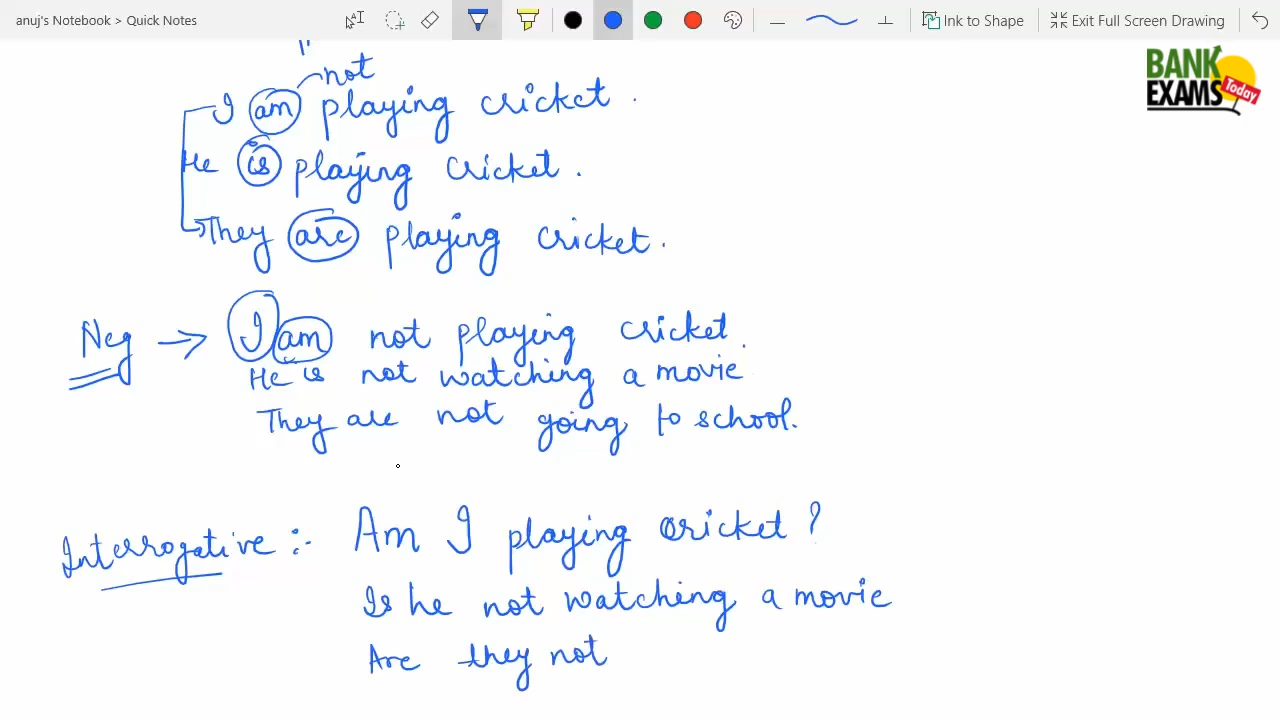 anuj's Notebook > Quick Notes
Ink to Shape
Exit Full Screen Drawing
BANK
EXAMS Today
not
I am playing cricket.
He is playing cricket.
They are playing cricket.
Neg → I am not playing cricket.
He is not watching a movie
They are not going to school.
Interrogative :- Am I playing cricket ?
Is he not watching a movie
Are they not